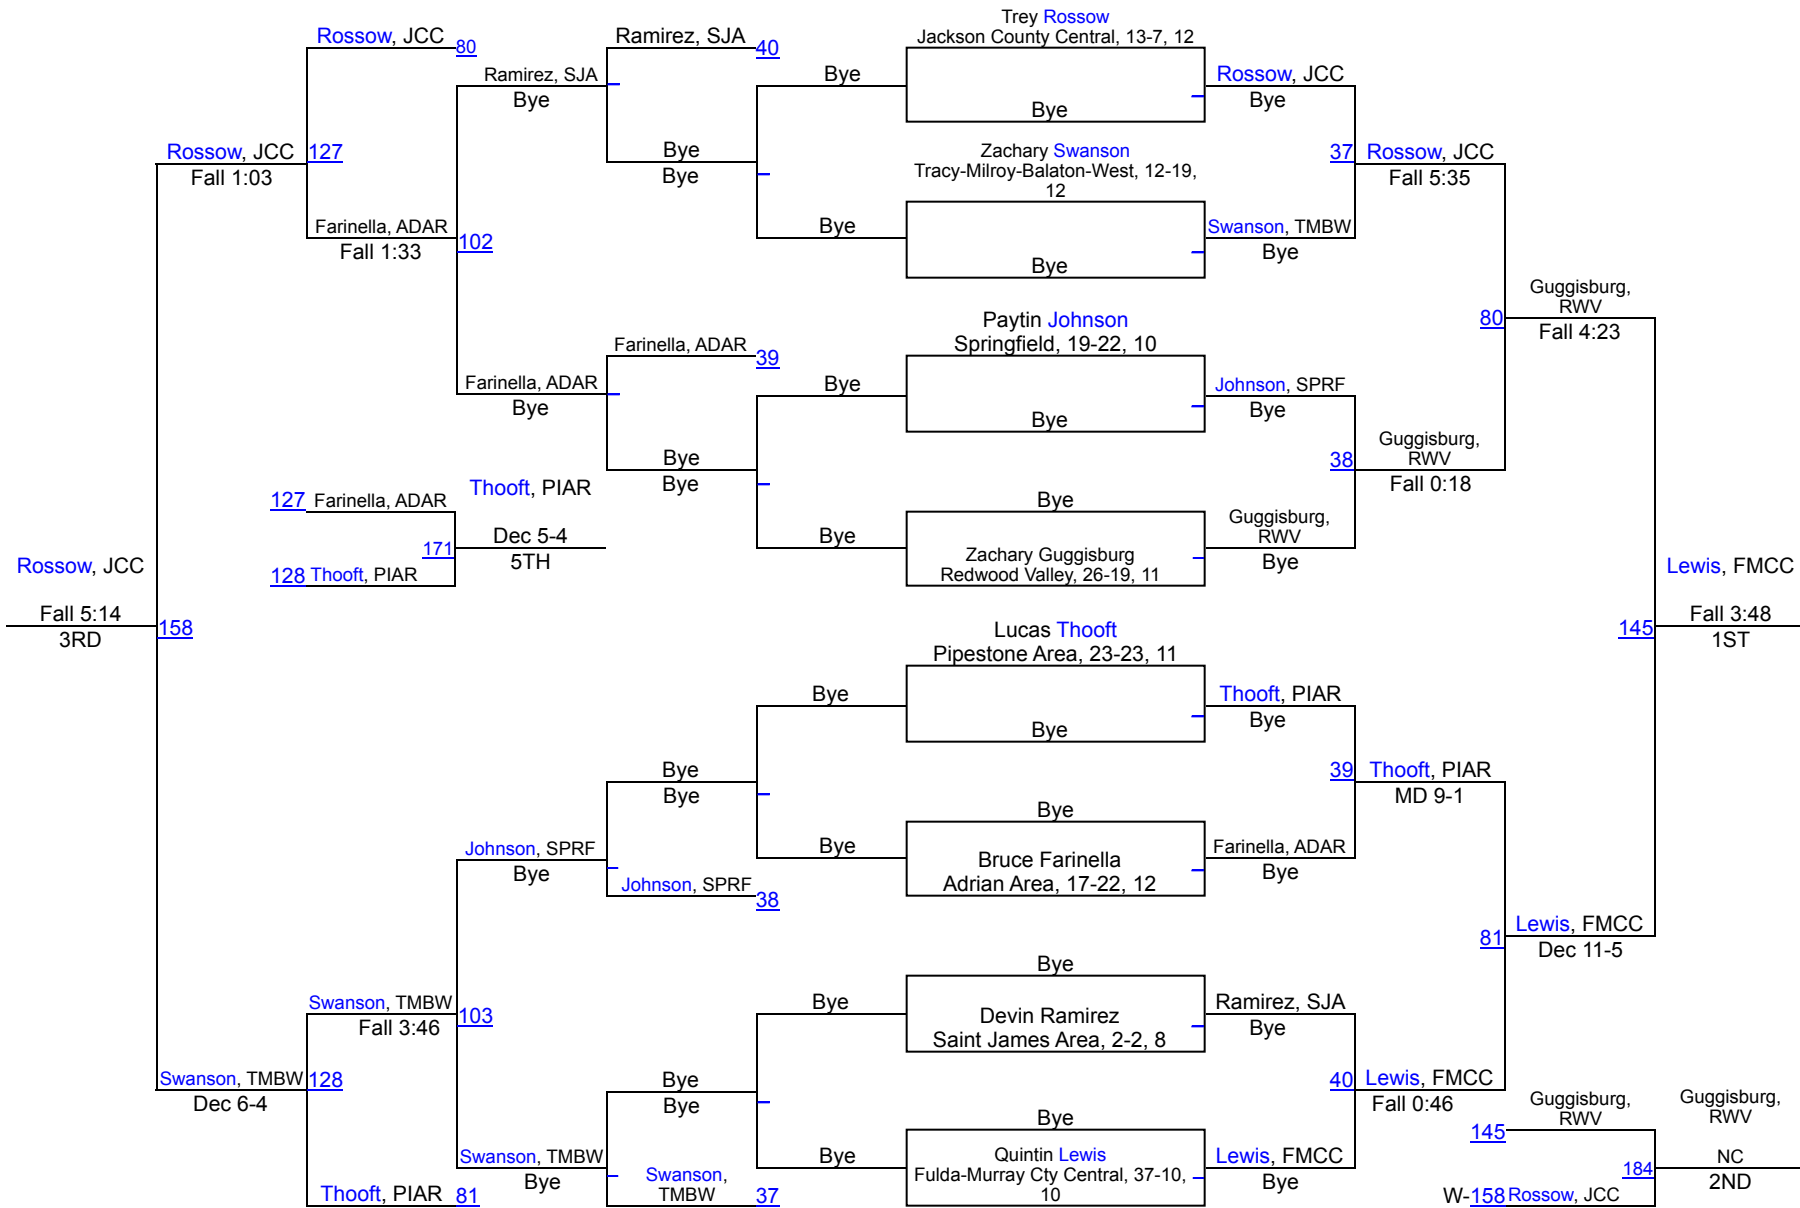 Trey Rossow
Jackson County Central, 13-7, 12
Rossow, JCC
80
Ramirez, SJA
40
Ramirez, SJA
Bye
Bye
Bye
Rossow, JCC
Bye
Rossow, JCC
127
Fall 1:03
Bye
Bye
Zachary Swanson
Tracy-Milroy-Balaton-West, 12-19,
12
37
Rossow, JCC
Fall 5:35
Farinella, ADAR
Fall 1:33
102
Bye
Bye
Swanson, TMBW
Bye
Guggisburg,
RWV
80
Fall 4:23
Paytin Johnson
Springfield, 19-22, 10
Farinella, ADAR
39
Farinella, ADAR
Bye
Bye
Bye
Johnson, SPRF
Bye
Bye
Bye
38
Guggisburg,
RWV
Fall 0:18
Thooft, PIAR
127
Farinella, ADAR
Dec 5-4
171
5TH
128
Thooft, PIAR
Bye
Bye
Zachary Guggisburg
Redwood Valley, 26-19, 11
Guggisburg,
RWV
Bye
Rossow, JCC
Fall 5:14
3RD
158
Lewis, FMCC
Fall 3:48
145
1ST
Lucas Thooft
Pipestone Area, 23-23, 11
Bye
Bye
Thooft, PIAR
Bye
Bye
Bye
39
Thooft, PIAR
MD 9-1
Johnson, SPRF
Bye
Johnson, SPRF
38
Bye
Bye
Bruce Farinella
Adrian Area, 17-22, 12
Farinella, ADAR
Bye
81
Lewis, FMCC
Dec 11-5
Swanson, TMBW
Fall 3:46
103
Bye
Bye
Devin Ramirez
Saint James Area, 2-2, 8
Ramirez, SJA
Bye
Swanson, TMBW
128
Dec 6-4
Bye
Bye
40
Lewis, FMCC
Fall 0:46
Swanson, TMBW
Bye
Swanson,
TMBW
37
Bye
Bye
Quintin Lewis
Fulda-Murray Cty Central, 37-10,
10
Lewis, FMCC
Bye
Thooft, PIAR
81
Guggisburg,
RWV
145
Guggisburg,
RWV
184
NC
2ND
W-158
Rossow, JCC